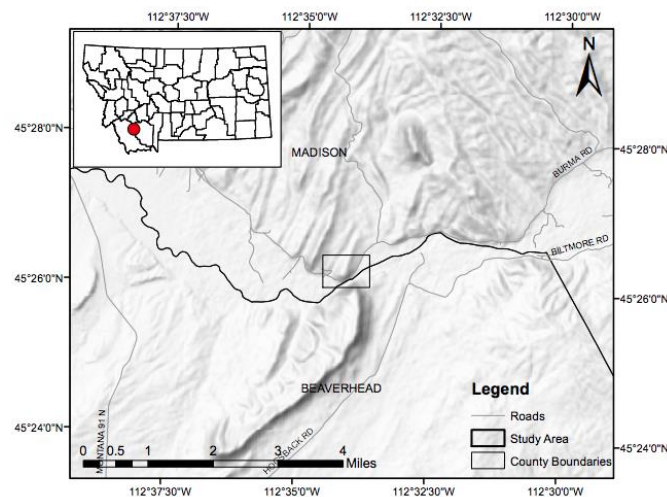 112°37'30"W 112°35'0"W 112°32'30"W 112°30'0"W
N
45°28'0"N
45°28'0"N
MADISON
BURMA RD
BILTMORE RD
45°26'0"N
45°26'0"N
BEAVERHEAD
Legend
Roads
Study Area
County Boundaries
45°24'0"N
45°24'0"N
MONTANA 91 N
HOGBACK RD
0 0.5 1 2 3 4
Miles
112°37'30"W 112°35'0"W 112°32'30"W 112°30'0"W